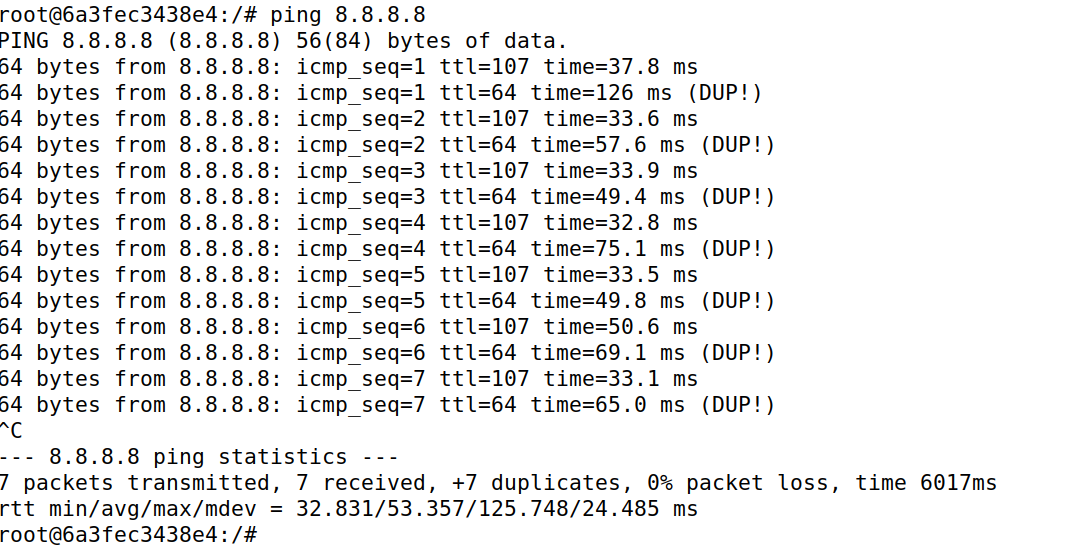 root@6a3fec3438e4:/# ping 8.8.8.8
PING 8.8.8.8 (8.8.8.8) 56(84) bytes of data.
64 bytes from 8.8.8.8: icmp_seq=1 ttl=107 time=37.8 ms
64 bytes from 8.8.8.8: icmp_seq=1 ttl=64 time=126 ms (DUP!)
64 bytes from 8.8.8.8: icmp_seq=2 ttl=107 time=33.6 ms
64 bytes from 8.8.8.8: icmp_seq=2 ttl=64 time=57.6 ms (DUP!)
64 bytes from 8.8.8.8: icmp_seq=3 ttl=107 time=33.9 ms
64 bytes from 8.8.8.8: icmp_seq=3 ttl=64 time=49.4 ms (DUP!)
64 bytes from 8.8.8.8: icmp_seq=4 ttl=107 time=32.8 ms
64 bytes from 8.8.8.8: icmp_seq=4 ttl=64 time=75.1 ms (DUP!)
64 bytes from 8.8.8.8: icmp_seq=5 ttl=107 time=33.5 ms
64 bytes from 8.8.8.8: icmp_seq=5 ttl=64 time=49.8 ms (DUP!)
64 bytes from 8.8.8.8: icmp_seq=6 ttl=107 time=50.6 ms
64 bytes from 8.8.8.8: icmp_seq=6 ttl=64 time=69.1 ms (DUP!)
64 bytes from 8.8.8.8: icmp_seq=7 ttl=107 time=33.1 ms
64 bytes from 8.8.8.8: icmp_seq=7 ttl=64 time=65.0 ms (DUP!)
^C
--- 8.8.8.8 ping statistics ---
7 packets transmitted, 7 received, +7 duplicates, 0% packet loss, time 6017ms
rtt min/avg/max/mdev = 32.831/53.357/125.748/24.485 ms
root@6a3fec3438e4:/#